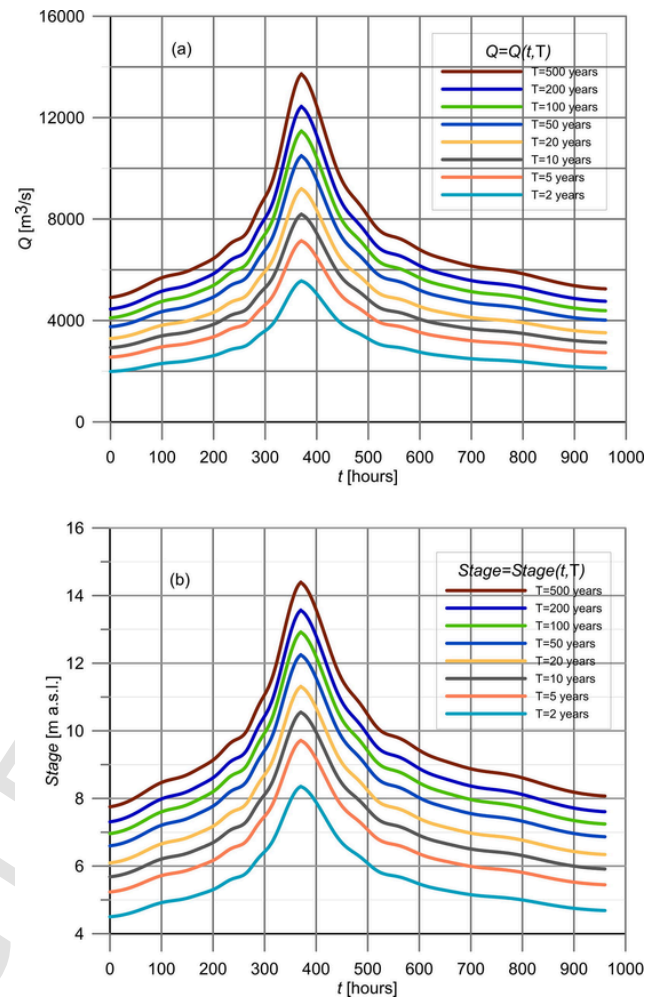 16000
(a)
Q=Q(t,T)
T=500 years
T=200 years
12000
T=100 years
T=50 years
T=20 years
T=10 years
T=5 years
T=2 years
Q [m3/s]
8000
4000
0
0 100 200 300 400 500 600 700 800 900 1000
t [hours]
16
(b)
Stage=Stage(t,T)
T=500 years
14
T=200 years
T=100 years
T=50 years
12
T=20 years
T=10 years
T=5 years
T=2 years
Stage [m a.s.l.]
10
8
6
4
0 100 200 300 400 500 600 700 800 900 1000
t [hours]